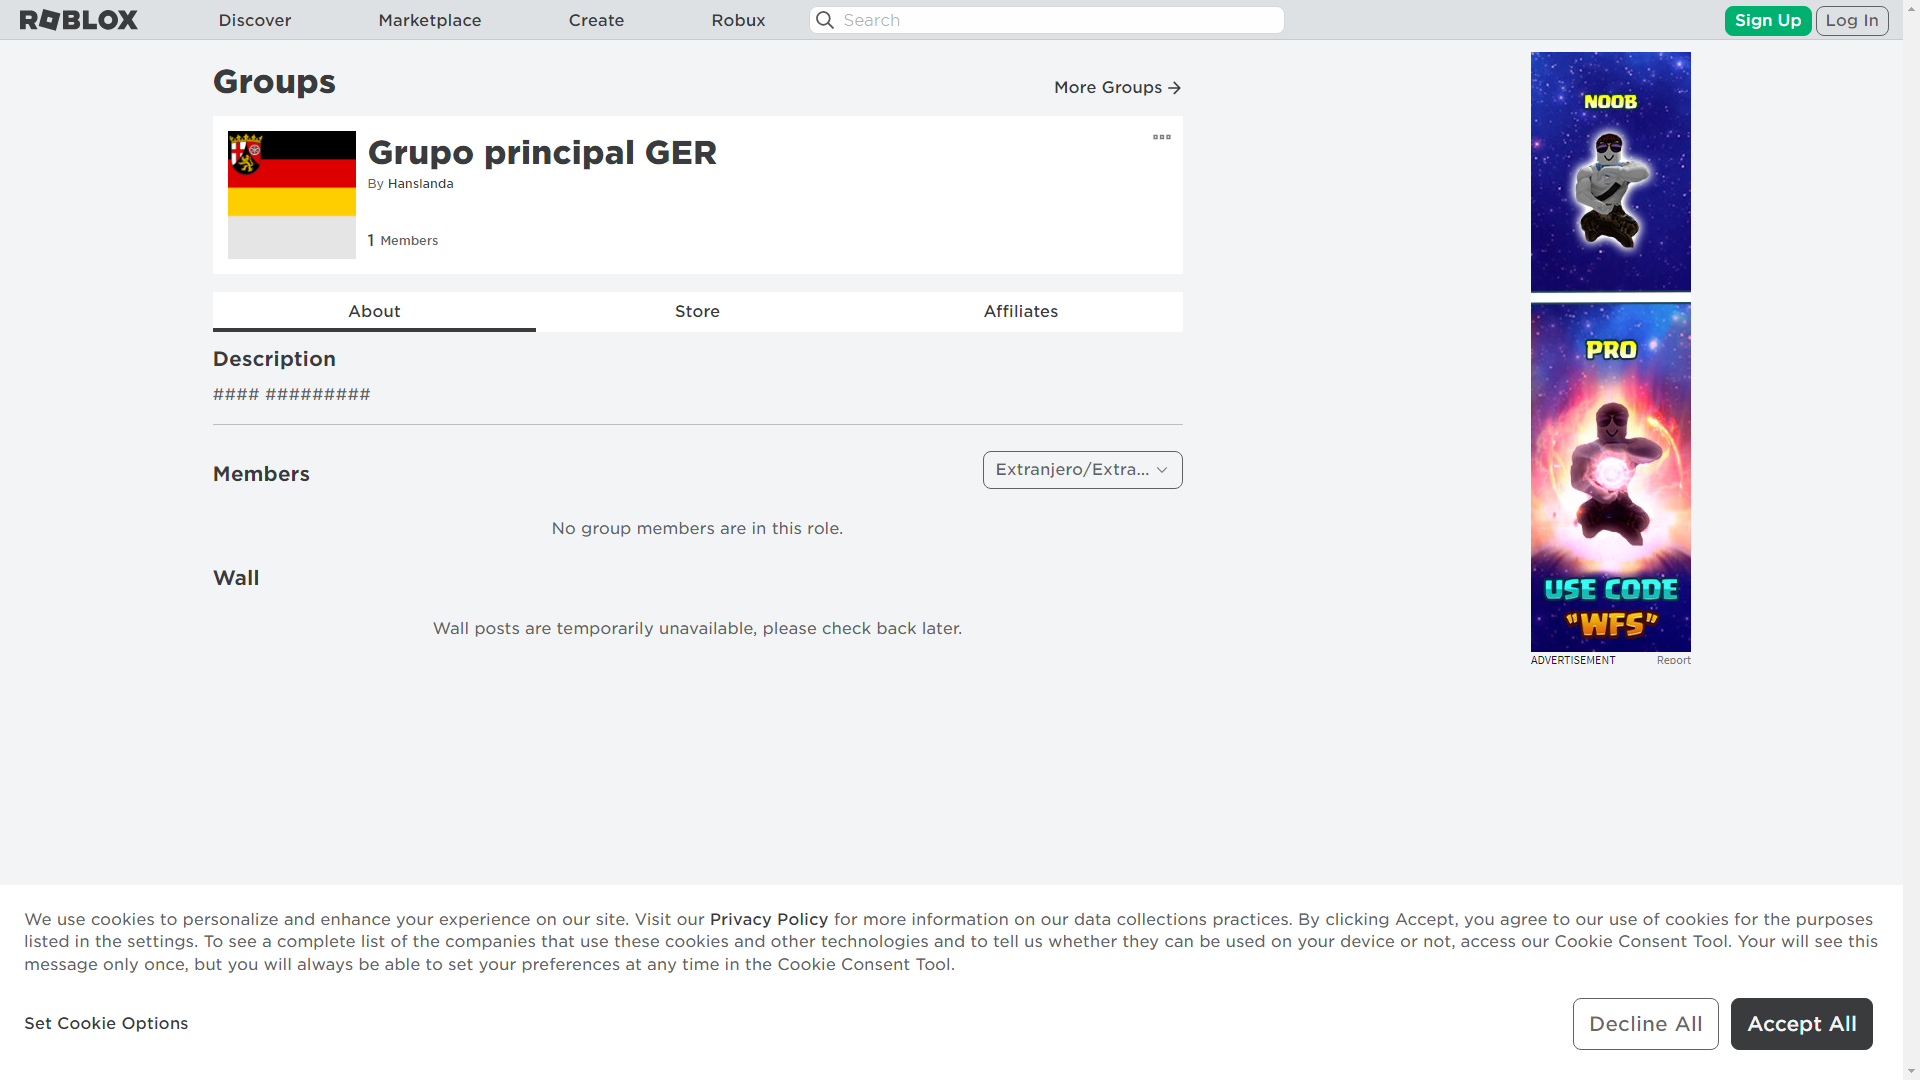 ROBLOX Discover Marketplace Create Robux Search Sign Up Log In
Groups
More Groups
Grupo principal GER
By Hanslanda
1 Members
About Store Affiliates
Description
#### #########
Members
Extranjero/Extra...
No group members are in this role.
Wall
Wall posts are temporarily unavailable, please check back later.
NOOB
PRO
USE CODE
"WFS"
ADVERTISEMENT Report
We use cookies to personalize and enhance your experience on our site. Visit our Privacy Policy for more information on our data collections practices. By clicking Accept, you agree to our use of cookies for the purposes
listed in the settings. To see a complete list of the companies that use these cookies and other technologies and to tell us whether they can be used on your device or not, access our Cookie Consent Tool. Your will see this
message only once, but you will always be able to set your preferences at any time in the Cookie Consent Tool.
Set Cookie Options
Decline All
Accept All